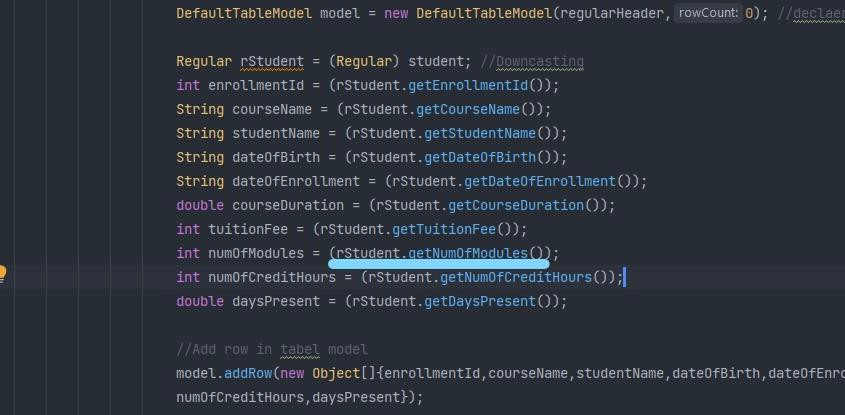 DefaultTableModel model = new DefaultTableModel(regularHeader, rowCount: 0); //declaer
Regular rStudent = (Regular) student; //Downcasting
int enrollmentId = (rStudent.getEnrollmentId());
String courseName = (rStudent.getCourseName());
String studentName = (rStudent.getStudentName());
String dateOfBirth = (rStudent.getDateOfBirth());
String dateOfEnrollment = (rStudent.getDateOfEnrollment());
double courseDuration = (rStudent.getCourseDuration());
int tuitionFee = (rStudent.getTuitionFee());
int numOfModules = (rStudent.getNumOfModules());
int numOfCreditHours = (rStudent.getNumOfCreditHours());
double daysPresent = (rStudent.getDaysPresent());
//Add row in tabel model
model.addRow(new Object[]{enrollmentId,courseName,studentName,dateOfBirth,dateOfEnro
numOfCreditHours,daysPresent});